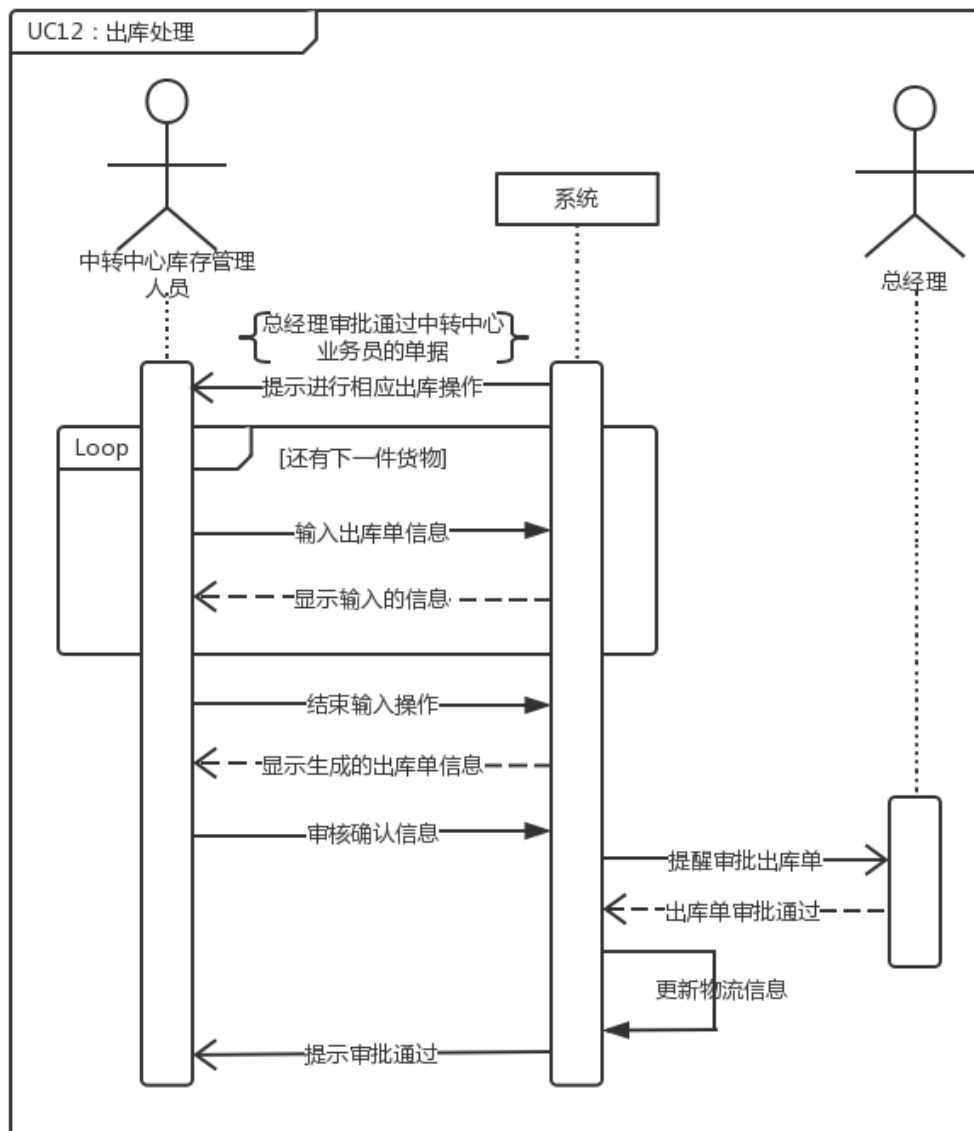 UC12：出库处理
系统
中转中心库存管理
人员
总经理
总经理审批通过中转中心
业务员的单据
提示进行相应出库操作
Loop
[还有下一件货物]
输入出库单信息
显示输入的信息
结束输入操作
显示生成的出库单信息
审核确认信息
提醒审批出库单
出库单审批通过
更新物流信息
提示审批通过